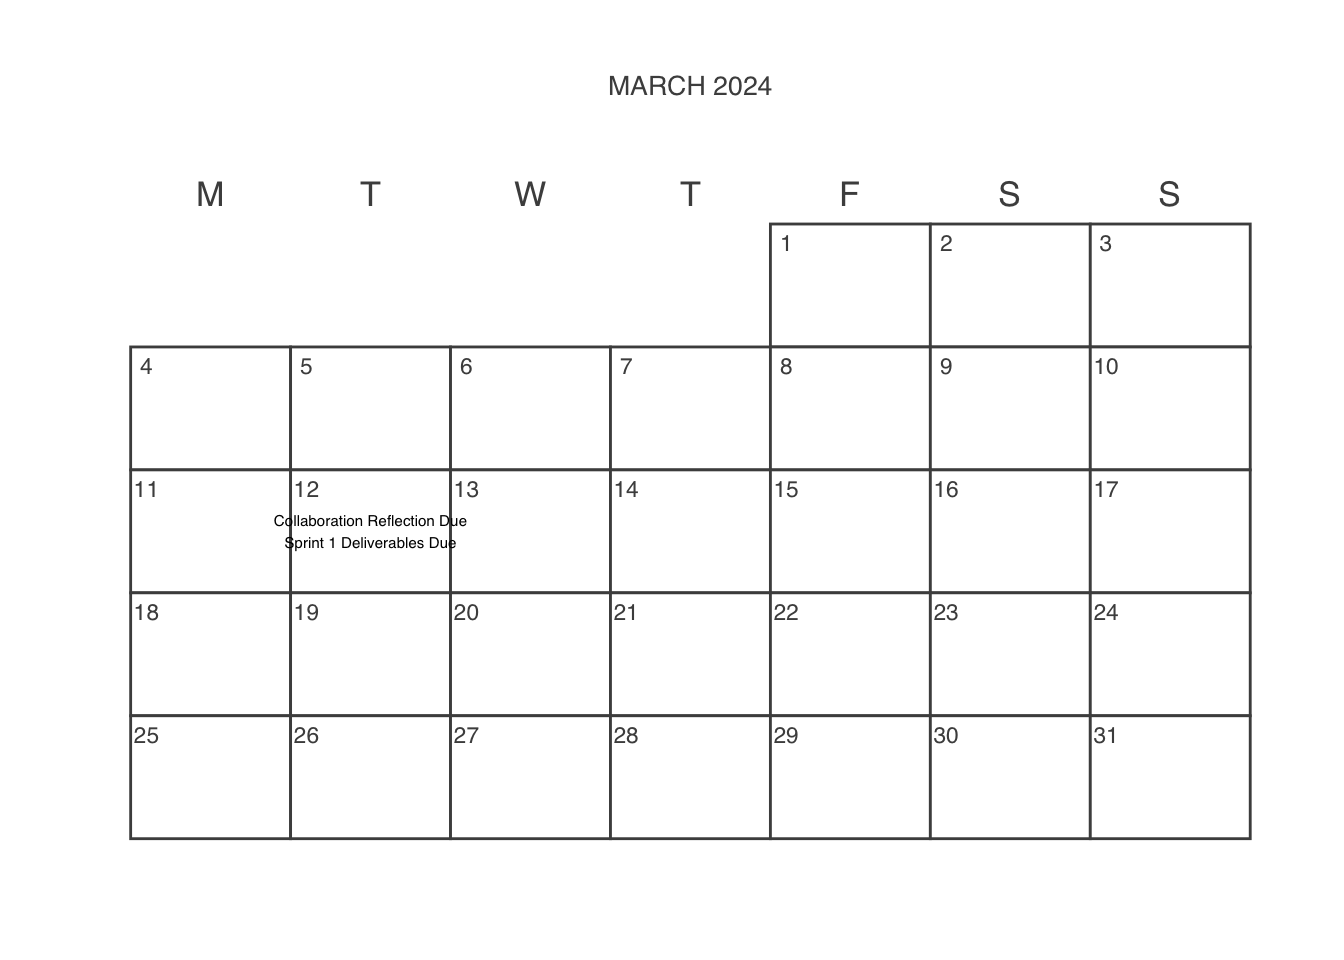 MARCH 2024
M T W T F S S
1 2 3
4 5 6 7 8 9 10
11 12 13 14 15 16 17
Collaboration Reflection Due
Sprint 1 Deliverables Due
18 19 20 21 22 23 24
25 26 27 28 29 30 31